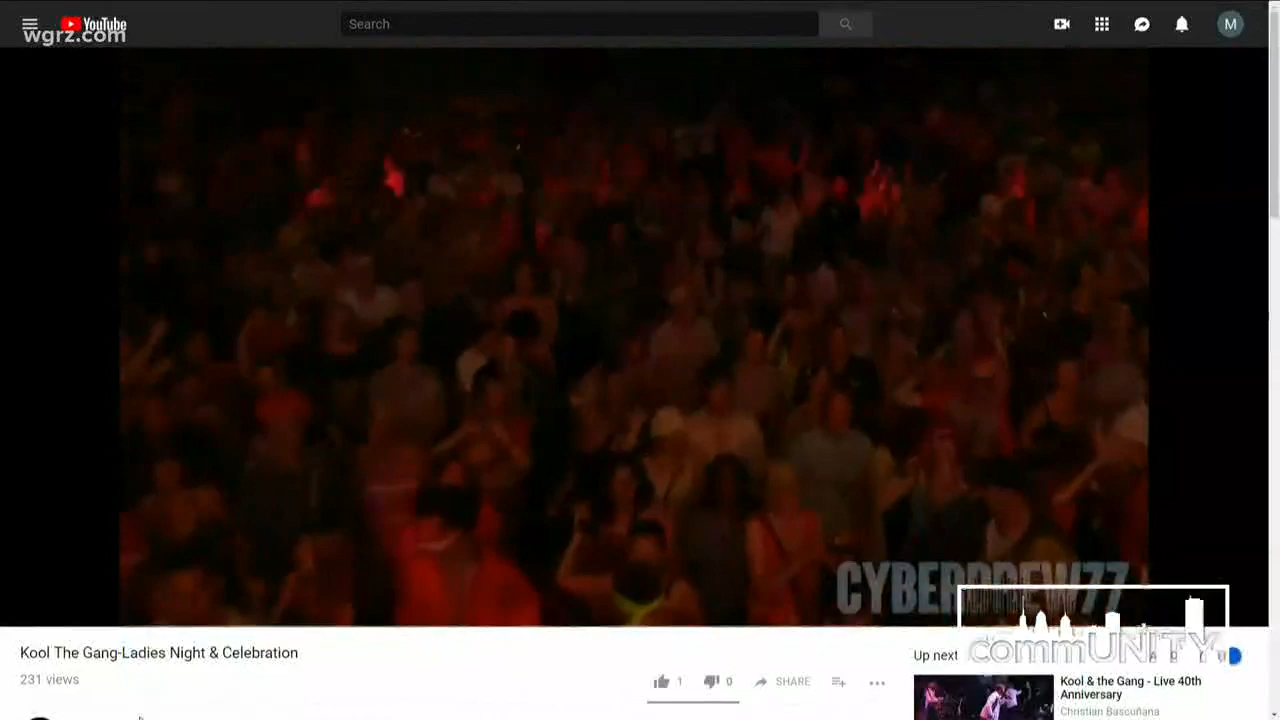 YouTube
Search
M
wgrz.com
CYBERDREW77
Kool The Gang-Ladies Night & Celebration
231 views
1
0
SHARE
Up next
commUNITY
Kool & the Gang - Live 40th
Anniversary
Christian Bascuñana